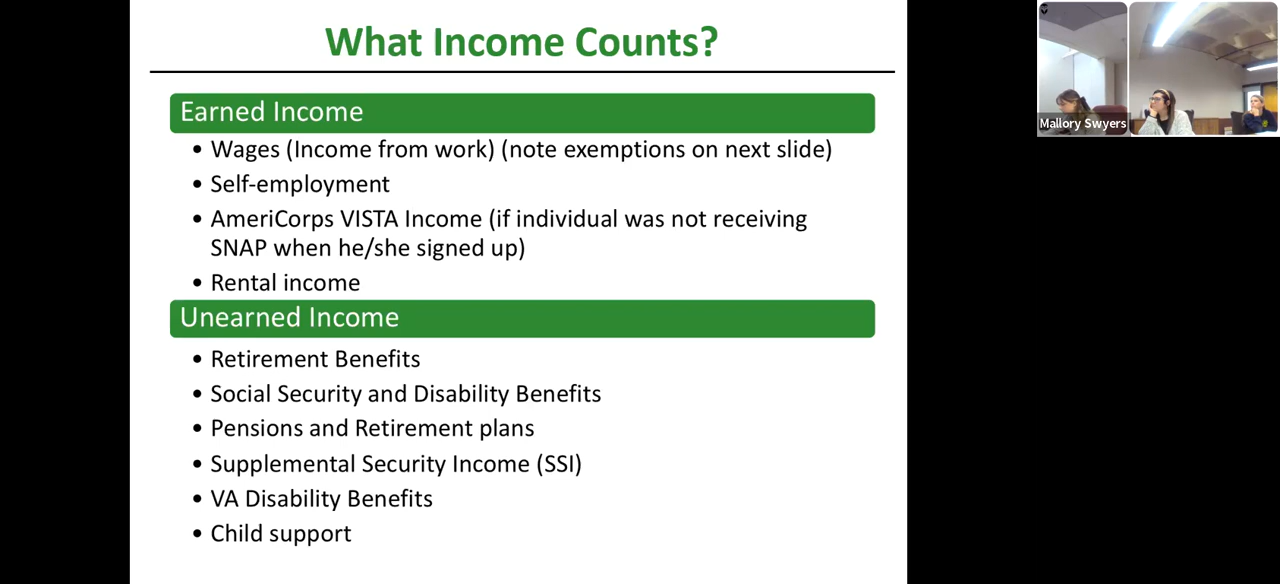 What Income Counts?
Earned Income
• Wages (Income from work) (note exemptions on next slide)
• Self-employment
• AmeriCorps VISTA Income (if individual was not receiving
SNAP when he/she signed up)
• Rental income
Unearned Income
• Retirement Benefits
• Social Security and Disability Benefits
• Pensions and Retirement plans
• Supplemental Security Income (SSI)
• VA Disability Benefits
• Child support
Mallory Swyers